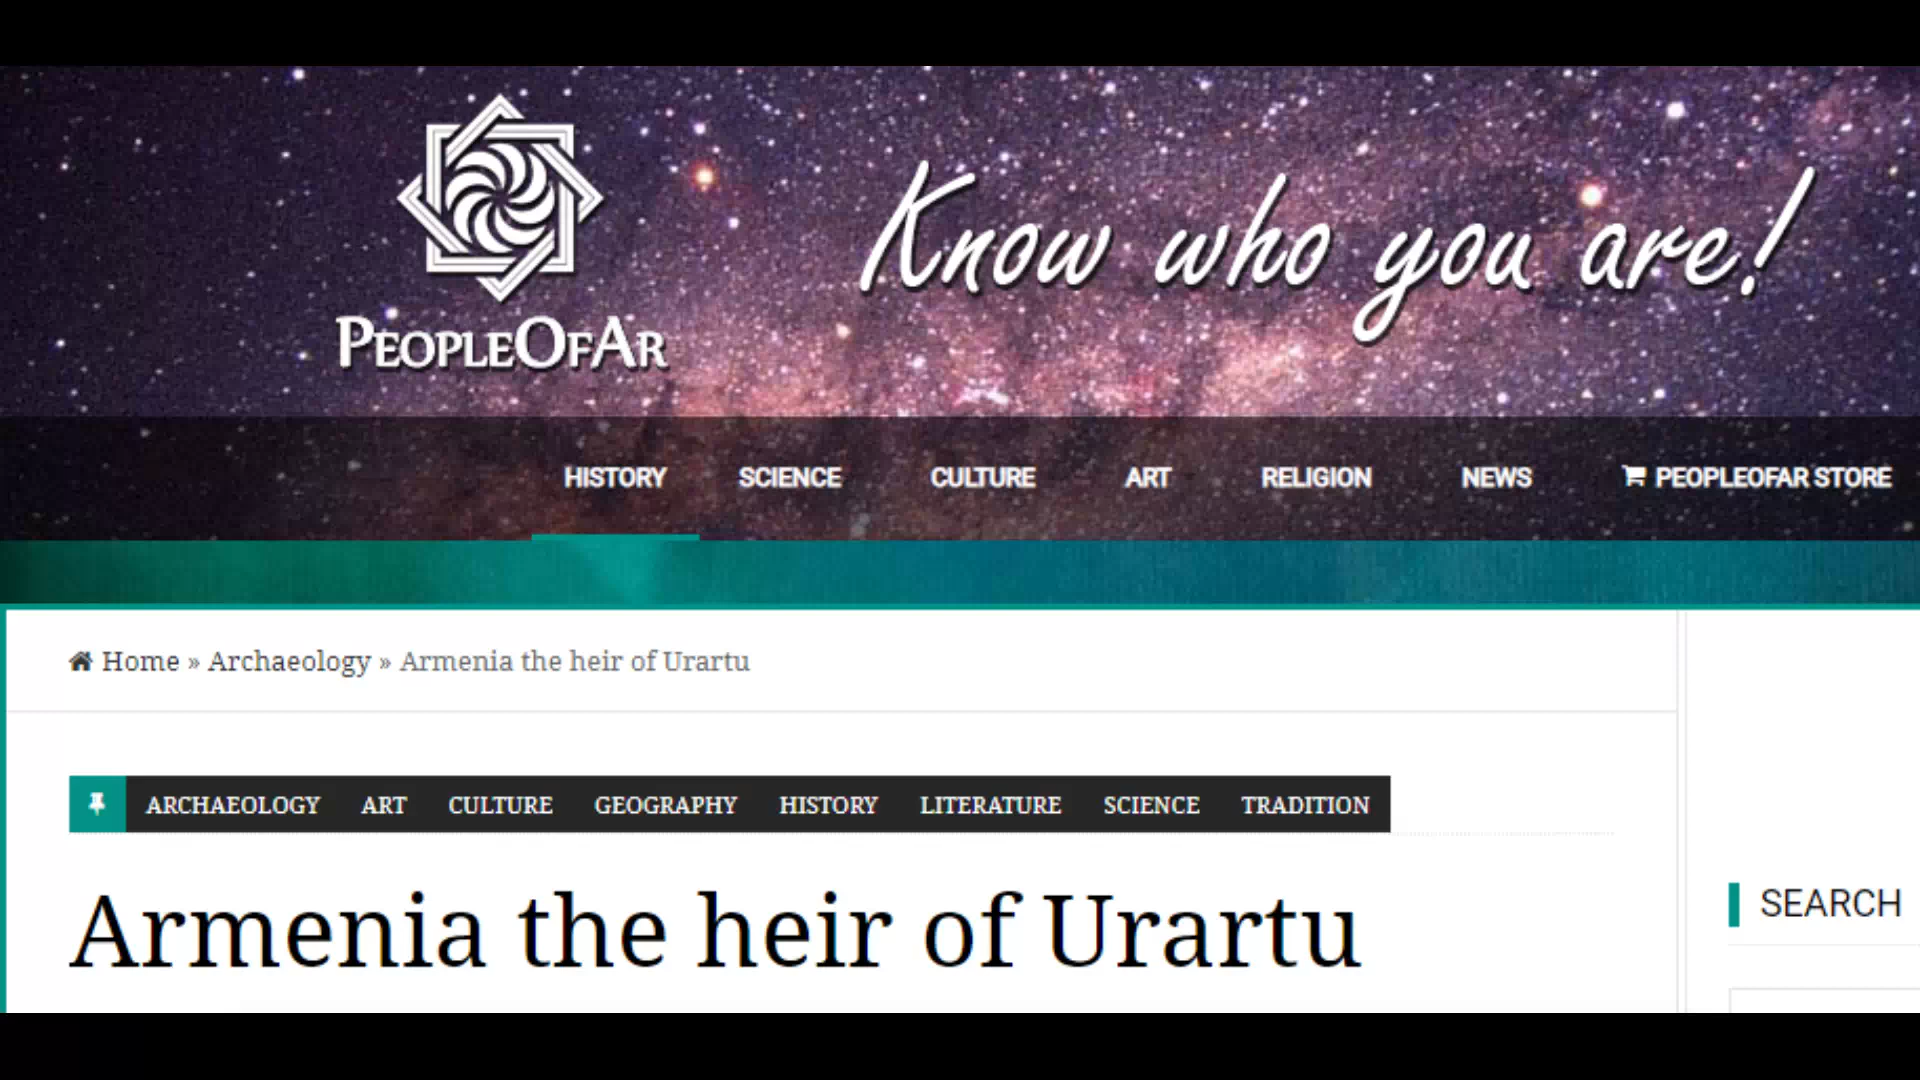 Know who you are!
PEOPLEOFAR
HISTORY SCIENCE CULTURE ART RELIGION NEWS PEOPLEOFAR STORE
Home » Archaeology » Armenia the heir of Urartu
ARCHAEOLOGY ART CULTURE GEOGRAPHY HISTORY LITERATURE SCIENCE TRADITION
Armenia the heir of Urartu
SEARCH